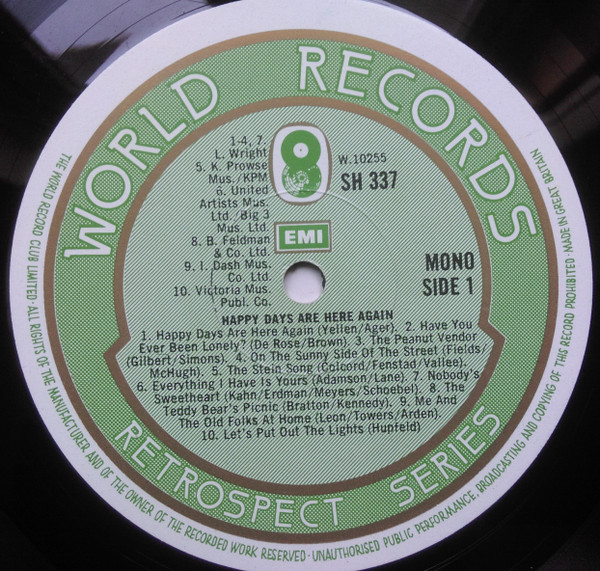 WORLD RECORDS
1-4, 7.
L. Wright
5. K. Prowse
Mus./KPM
6. United
Artists Mus.
Ltd./Big 3
Mus. Ltd.
8. B. Feldman
& Co. Ltd.
9. I. Dash Mus.
Co. Ltd.
10. Victoria Mus.
Publ. Co.
W.10255
SH 337
EMI
MONO
SIDE 1
HAPPY DAYS ARE HERE AGAIN
1. Happy Days Are Here Again (Yellen/Ager). 2. Have You
Ever Been Lonely? (De Rose/Brown). 3. The Peanut Vendor
(Gilbert/Simons). 4. On The Sunny Side Of The Street (Fields/
McHugh). 5. The Stein Song (Colcord/Fenstad/Vallee).
6. Everything I Have Is Yours (Adamson/Lane). 7. Nobody's
Sweetheart (Kahn/Erdman/Meyers/Schoebel). 8. The
Teddy Bear's Picnic (Bratton/Kennedy). 9. Me And
The Old Folks At Home (Leon/Towers/Arden).
10. Let's Put Out The Lights (Hupfeld)
RETROSPECT SERIES
THE WORLD RECORD CLUB LIMITED·ALL RIGHTS OF THE MANUFACTURER AND OF THE OWNER OF THE RECORDED WORK RESERVED·UNAUTHORISED PUBLIC PERFORMANCE, BROADCASTING AND COPYING OF THIS RECORD PROHIBITED·MADE IN GREAT BRITAIN